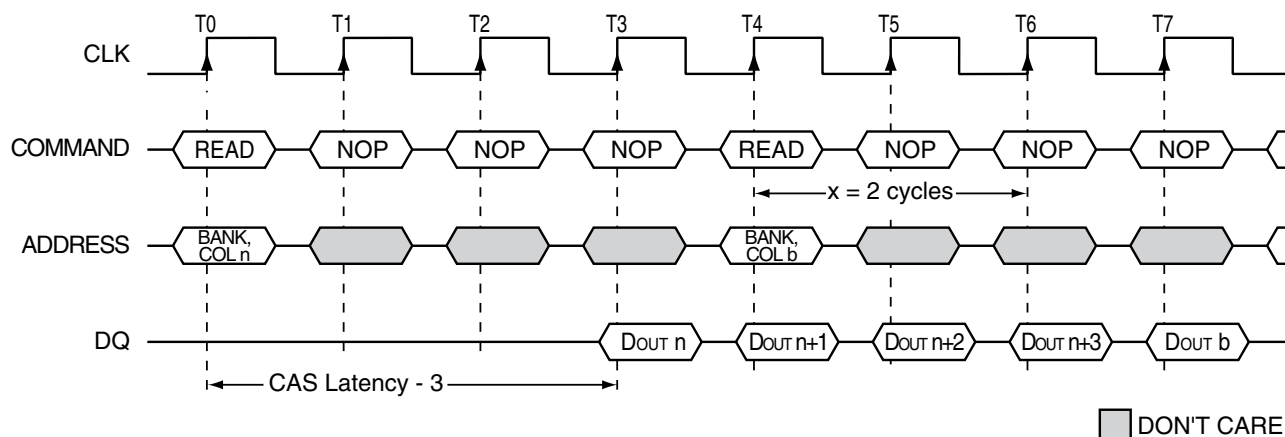 T0 T1 T2 T3 T4 T5 T6 T7
CLK
COMMAND READ NOP NOP NOP READ NOP NOP NOP
x = 2 cycles
ADDRESS BANK, COL n BANK, COL b
DQ DOUT n DOUT n+1 DOUT n+2 DOUT n+3 DOUT b
CAS Latency - 3
DON'T CARE